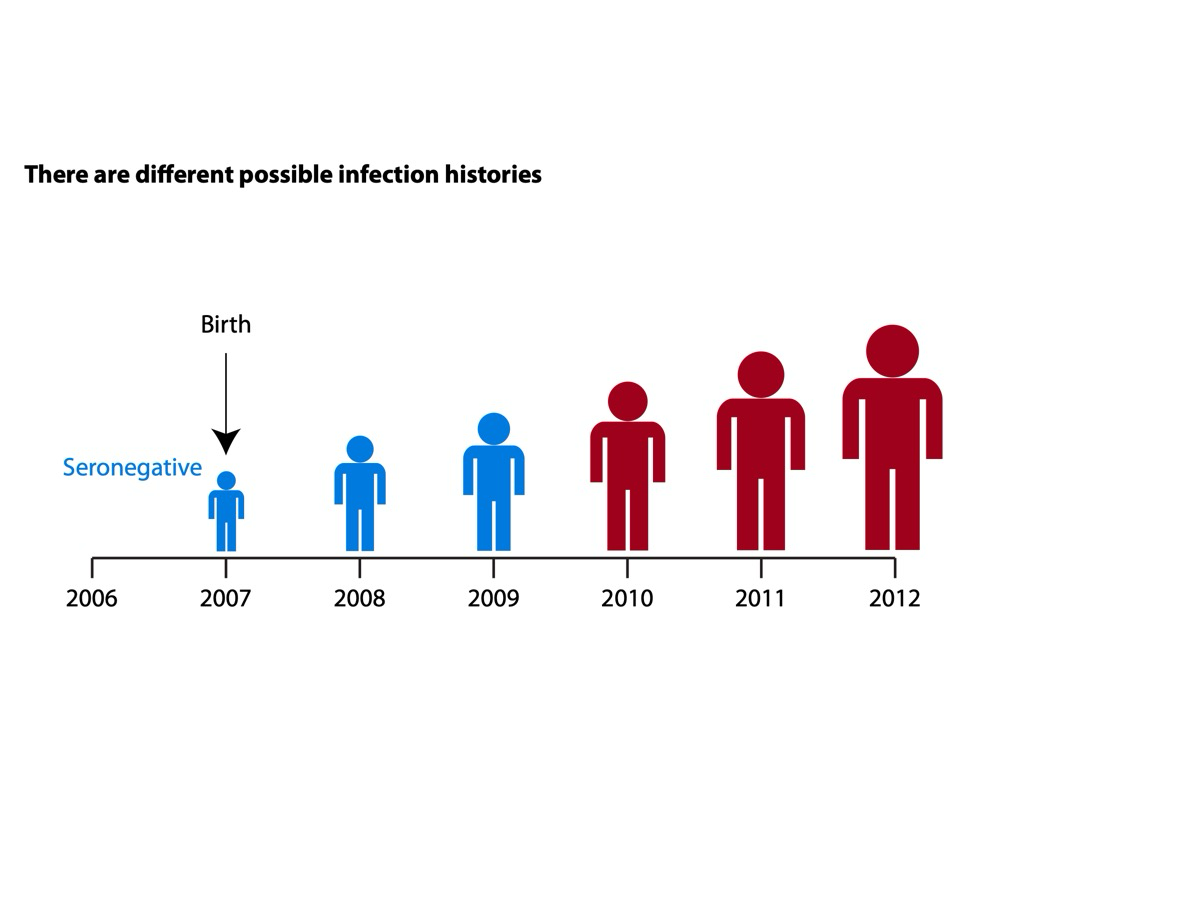 There are different possible infection histories
Birth
Seronegative
2006 2007 2008 2009 2010 2011 2012